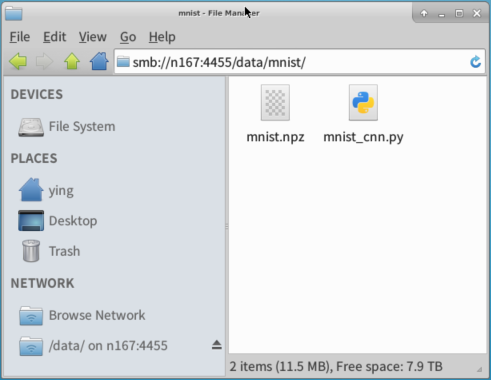 mnist - File Manager
File Edit View Go Help
smb://n167:4455/data/mnist/
DEVICES
File System
PLACES
ying
Desktop
Trash
NETWORK
Browse Network
/data/ on n167:4455
mnist.npz mnist_cnn.py
2 items (11.5 MB), Free space: 7.9 TB